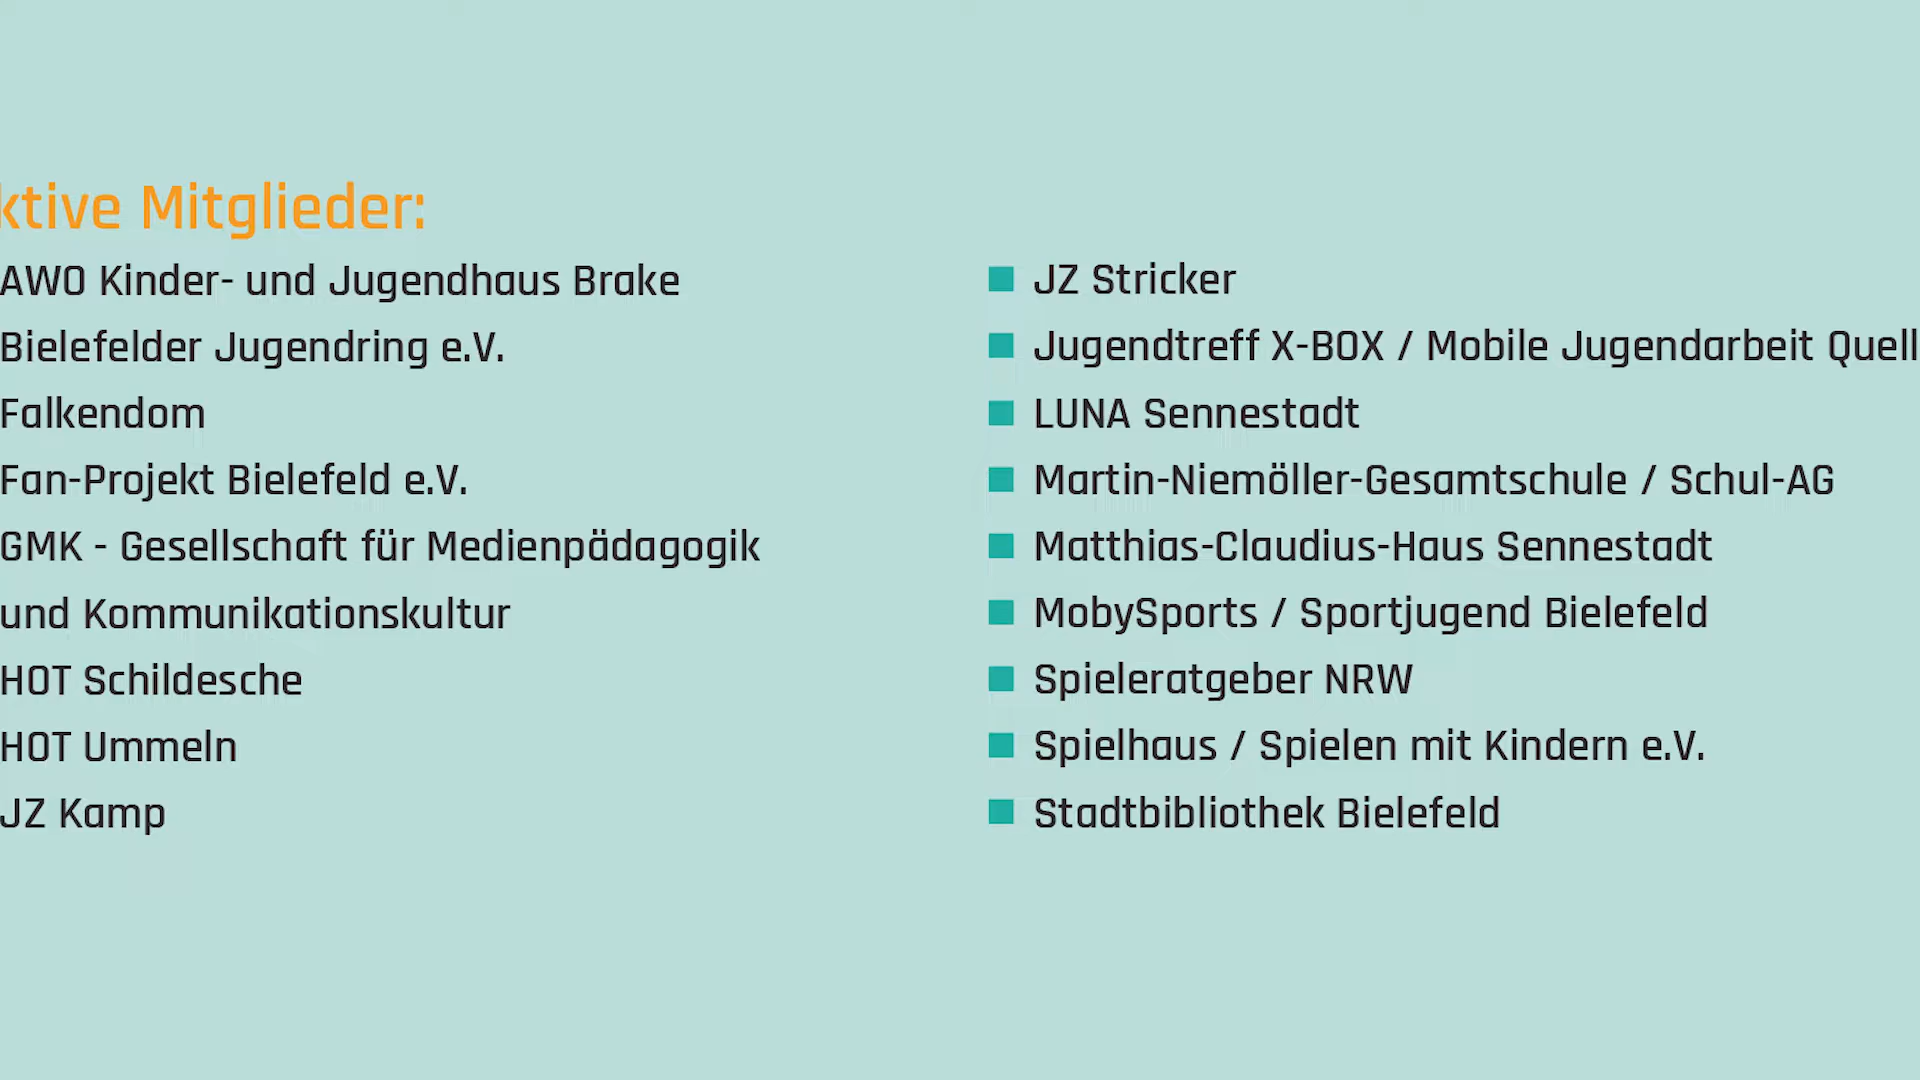 ktive Mitglieder:
AWO Kinder- und Jugendhaus Brake
Bielefelder Jugendring e.V.
Falkendom
Fan-Projekt Bielefeld e.V.
GMK - Gesellschaft für Medienpädagogik
und Kommunikationskultur
HOT Schildesche
HOT Ummeln
JZ Kamp
JZ Stricker
Jugendtreff X-BOX / Mobile Jugendarbeit Quell
LUNA Sennestadt
Martin-Niemöller-Gesamtschule / Schul-AG
Matthias-Claudius-Haus Sennestadt
MobySports / Sportjugend Bielefeld
Spieleratgeber NRW
Spielhaus / Spielen mit Kindern e.V.
Stadtbibliothek Bielefeld